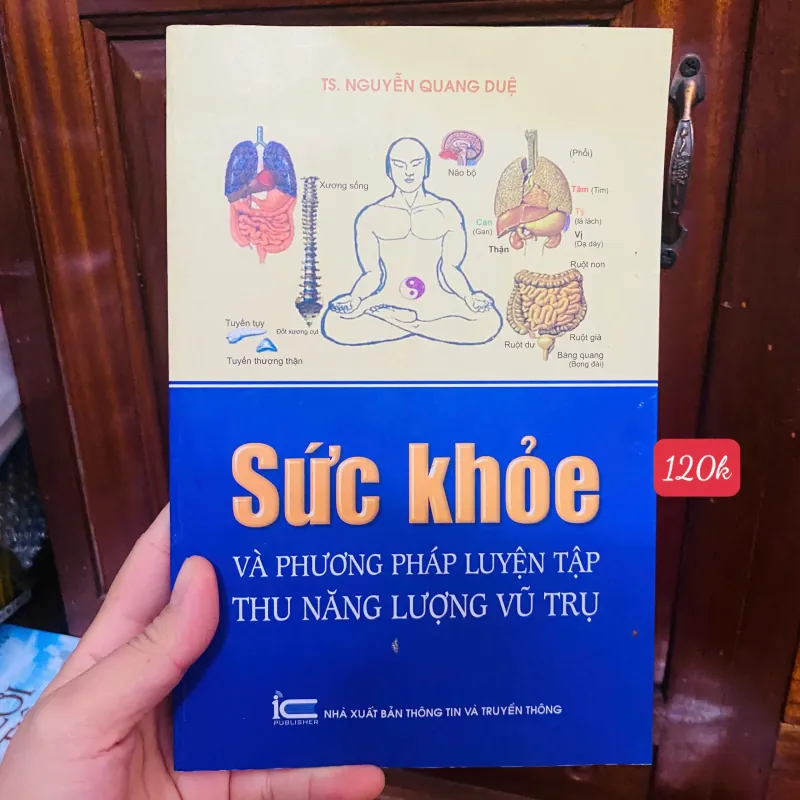 TS. NGUYỄN QUANG DUỆ
Xương sống
Não bộ
(Phổi)
Tâm (Tim)
Tỳ
(lá lách)
Can
(Gan)
Vị
(Dạ dày)
Thận
Ruột non
Tuyến tụy
Đốt xương cụt
Tuyến thượng thận
Ruột dư
Ruột già
Bàng quang
(Bọng đái)
Sức khỏe
VÀ PHƯƠNG PHÁP LUYỆN TẬP
THU NĂNG LƯỢNG VŨ TRỤ
120k
ic
PUBLISHER
NHÀ XUẤT BẢN THÔNG TIN VÀ TRUYỀN THÔNG